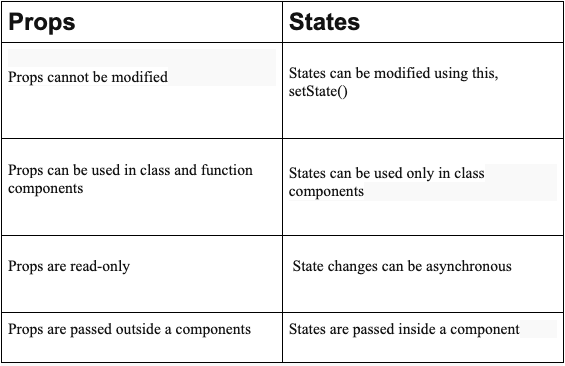 Props
States
Props cannot be modified
States can be modified using this,
setState()
Props can be used in class and function
components
States can be used only in class
components
Props are read-only
State changes can be asynchronous
Props are passed outside a components
States are passed inside a component